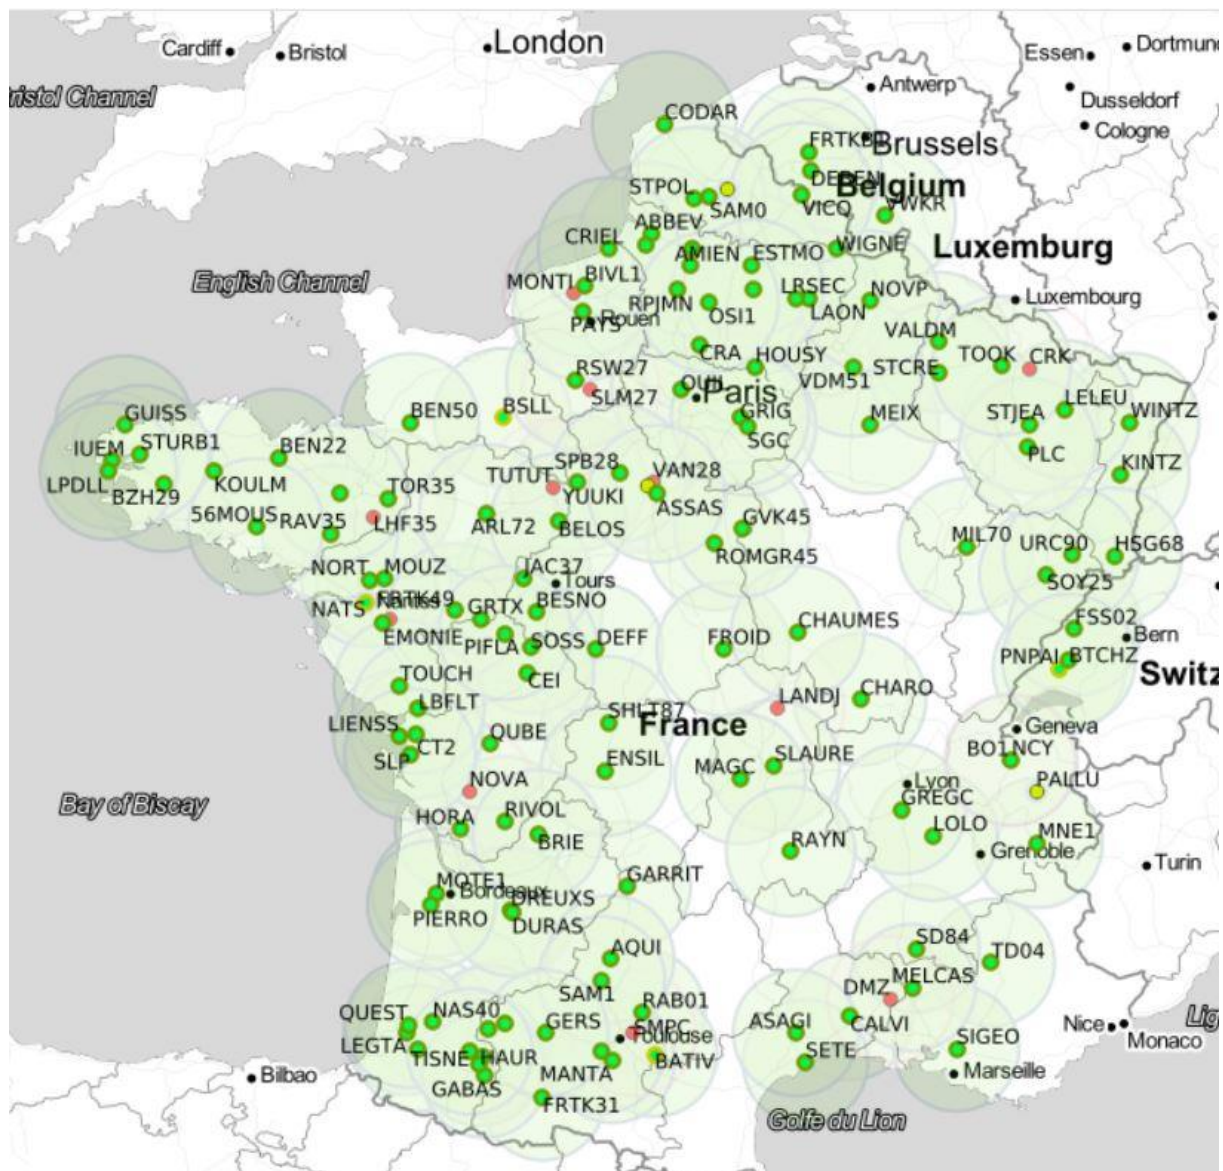 London
Cardiff
Bristol
Essen
Dortmund
ristol Channel
Antwerp
Dusseldorf
CODAR
Cologne
Brussels
STPOL
Belgium
SAM0
VICQ
VWKR
ABBEV
CRIEL
AMIEN
ESTMO
WIGNE
Luxemburg
English Channel
MONTI
BIVL1
RPJMN
LRSEC
NOVP
Luxembourg
OSI1
LAON
PAYS
Rouen
VALDM
CRA
HOUSY
TOOK
CRK
RSW27
VDM51
STCRE
SLM27
Paris
BEN50
BSLL
GRIG
MEIX
LELEU
GUISS
SGC
STJEA
WINTZ
IUEM
STURB1
BEN22
PLC
LPDLL
BZH29
KOULM
TUTUT
SPB28
VAN28
KINTZ
TOR35
YUUKI
ASSAS
56MOUS
RAV35
LHF35
ARL72
BELOS
GVK45
ROMGR45
MIL70
URC90
HSG68
NORT
MOUZ
JAC37
Tours
SOY25
NATS
GRTX
BESNO
EMONIE
PIFLA
SOSS
DEFF
FROID
CHAUMES
FSS02
Bern
PNPAI
BTCHZ
TOUCH
CEI
Switz
LBFLT
LANDJ
CHARO
LIENSS
SHLT87
France
Geneva
CT2
QUBE
SLP
ENSIL
MAGC
SLAURE
BO1NCY
NOVA
Lyon
PALLU
Bay of Biscay
HORA
RIVOL
GREGC
BRIE
RAYN
LOLO
MNE1
Grenoble
Turin
GARRIT
MOTE1
Bordeaux
DREUXS
PIERRO
DURAS
AQUI
SD84
TD04
SAM1
DMZ
MELCAS
QUEST
NAS40
RAB01
GERS
SMPC
ASAGI
CALVI
SIGEO
Nice
Lig
LEGTA
Toulouse
Monaco
TISNE
HAUR
MANTA
BATIV
SETE
Marseille
Bilbao
GABAS
FRTK31
Golfe du Lion